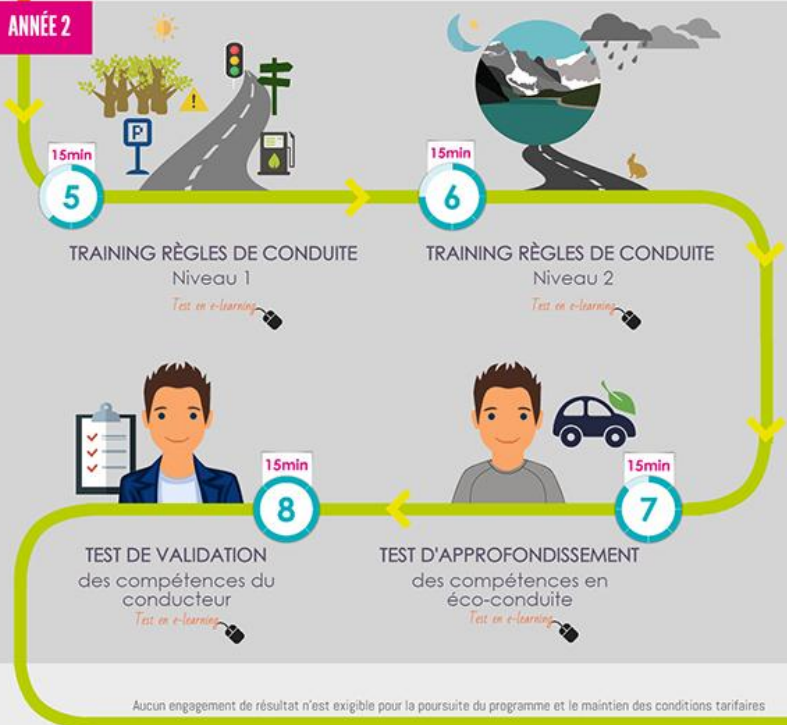 ANNÉE 2
P
15min
5
15min
6
TRAINING RÈGLES DE CONDUITE
Niveau 1
Test en e-learning
TRAINING RÈGLES DE CONDUITE
Niveau 2
Test en e-learning
15min
8
15min
7
TEST DE VALIDATION
des compétences du
conducteur
Test en e-learning
TEST D'APPROFONDISSEMENT
des compétences en
éco-conduite
Test en e-learning
Aucun engagement de résultat n'est exigible pour la poursuite du programme et le maintien des conditions tarifaires